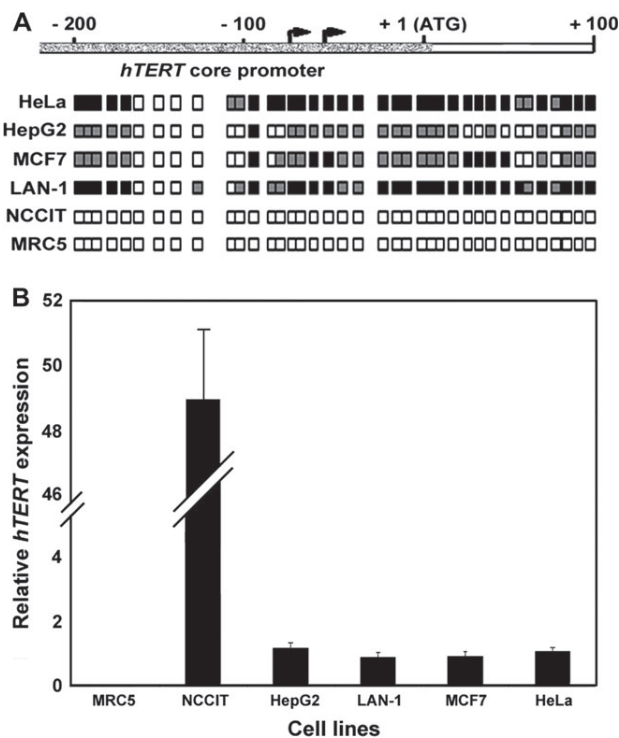 A
- 200
- 100
+ 1 (ATG)
+ 100
hTERT core promoter
HeLa
HepG2
MCF7
LAN-1
NCCIT
MRC5
B
Relative hTERT expression
52
50
48
46
4
2
0
MRC5 NCCIT HepG2 LAN-1 MCF7 HeLa
Cell lines